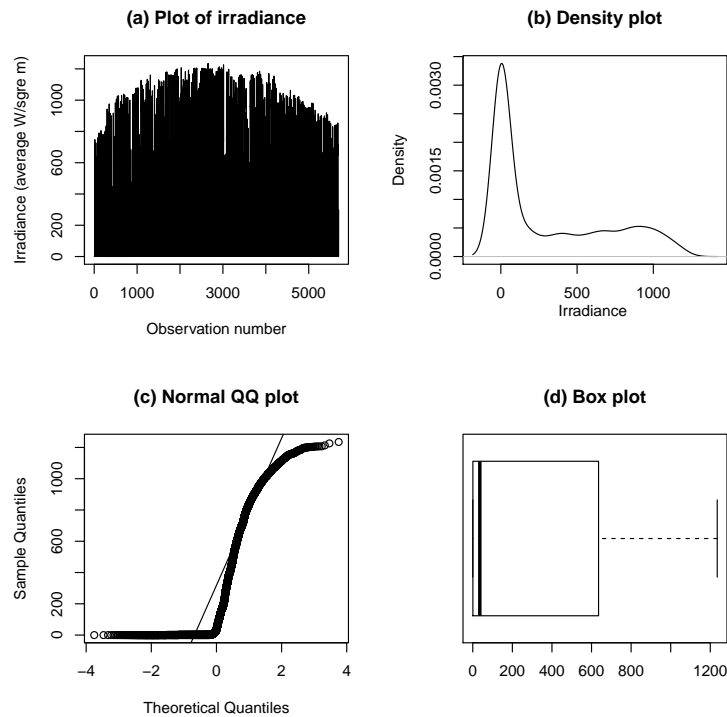 (a) Plot of irradiance
Irradiance (average W/sgre m)
0 200 600 1000
0 1000 3000 5000
Observation number
(b) Density plot
Density
0.0000 0.0015 0.0030
0 500 1000
Irradiance
(c) Normal QQ plot
Sample Quantiles
0 200 600 1000
−4 −2 0 2 4
Theoretical Quantiles
(d) Box plot
0 200 400 600 800 1200